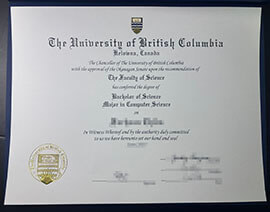 The University of British Columbia
Kelowna, Canada
The Chancellor of The University of British Columbia
with the approval of the Okanagan Senate upon the recommendation of
The Faculty of Science
has conferred the degree of
Bachelor of Science
Major in Computer Science
on
In Witness Whereof and by the authority duly committed
to us we have hereunto set our hand and seal